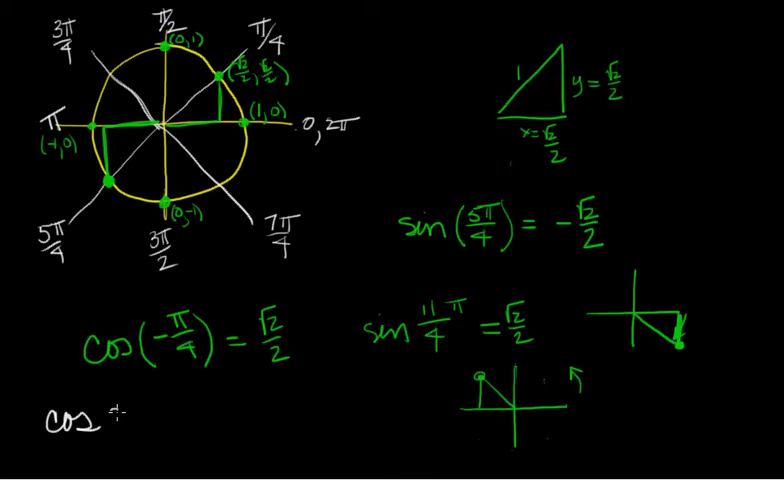 3π/4
π/2
(0,1)
π/4
(√2/2, √2/2)
π
(-1,0)
(1,0)
0, 2π
5π/4
3π/2
(0,-1)
7π/4
1
y = √2/2
x = √2/2
sin(5π/4) = -√2/2
cos(-π/4) = √2/2
sin 11/4 π = √2/2
cos